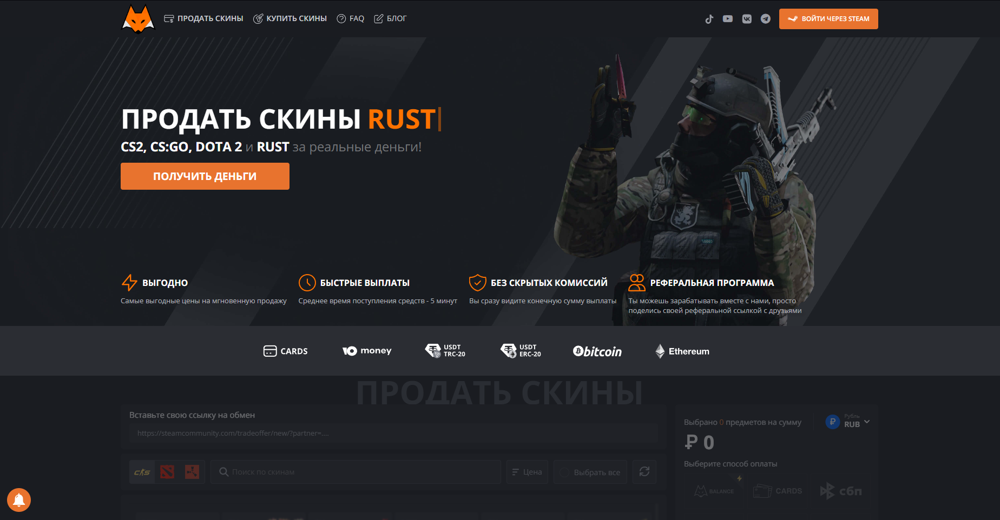 ПРОДАТЬ СКИНЫ
КУПИТЬ СКИНЫ
FAQ
БЛОГ
ВОЙТИ ЧЕРЕЗ STEAM
ПРОДАТЬ СКИНЫ RUST
CS2, CS:GO, DOTA 2 и RUST за реальные деньги!
ПОЛУЧИТЬ ДЕНЬГИ
ВЫГОДНО
Самые выгодные цены на мгновенную продажу
БЫСТРЫЕ ВЫПЛАТЫ
Среднее время поступления средств - 5 минут
БЕЗ СКРЫТЫХ КОМИССИЙ
Вы сразу видите конечную сумму выплаты
РЕФЕРАЛЬНАЯ ПРОГРАММА
Ты можешь зарабатывать вместе с нами, просто
поделись своей реферальной ссылкой с друзьями
CARDS
money
USDT
TRC-20
USDT
ERC-20
bitcoin
Ethereum
ПРОДАТЬ СКИНЫ
Вставьте свою ссылку на обмен
https://steamcommunity.com/tradeoffer/new/?partner=....
CS
Поиск по скинам
Цена
Выбрать все
Выбрано 0 предметов на сумму
Рубль
RUB
₽ 0
Выберите способ оплаты
BALANCE
CARDS
сбп